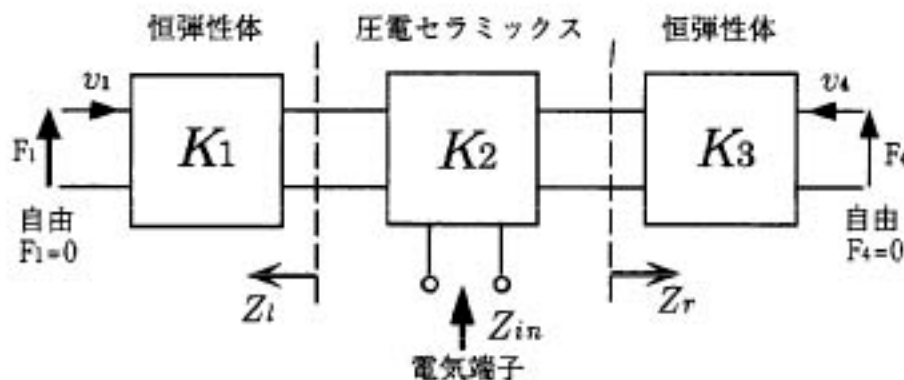 恒弾性体 圧電セラミックス 恒弾性体
v1 v4
F1 K1 K2 K3 F4
自由 自由
F1=0 F4=0
Zl Zin Zr
電気端子